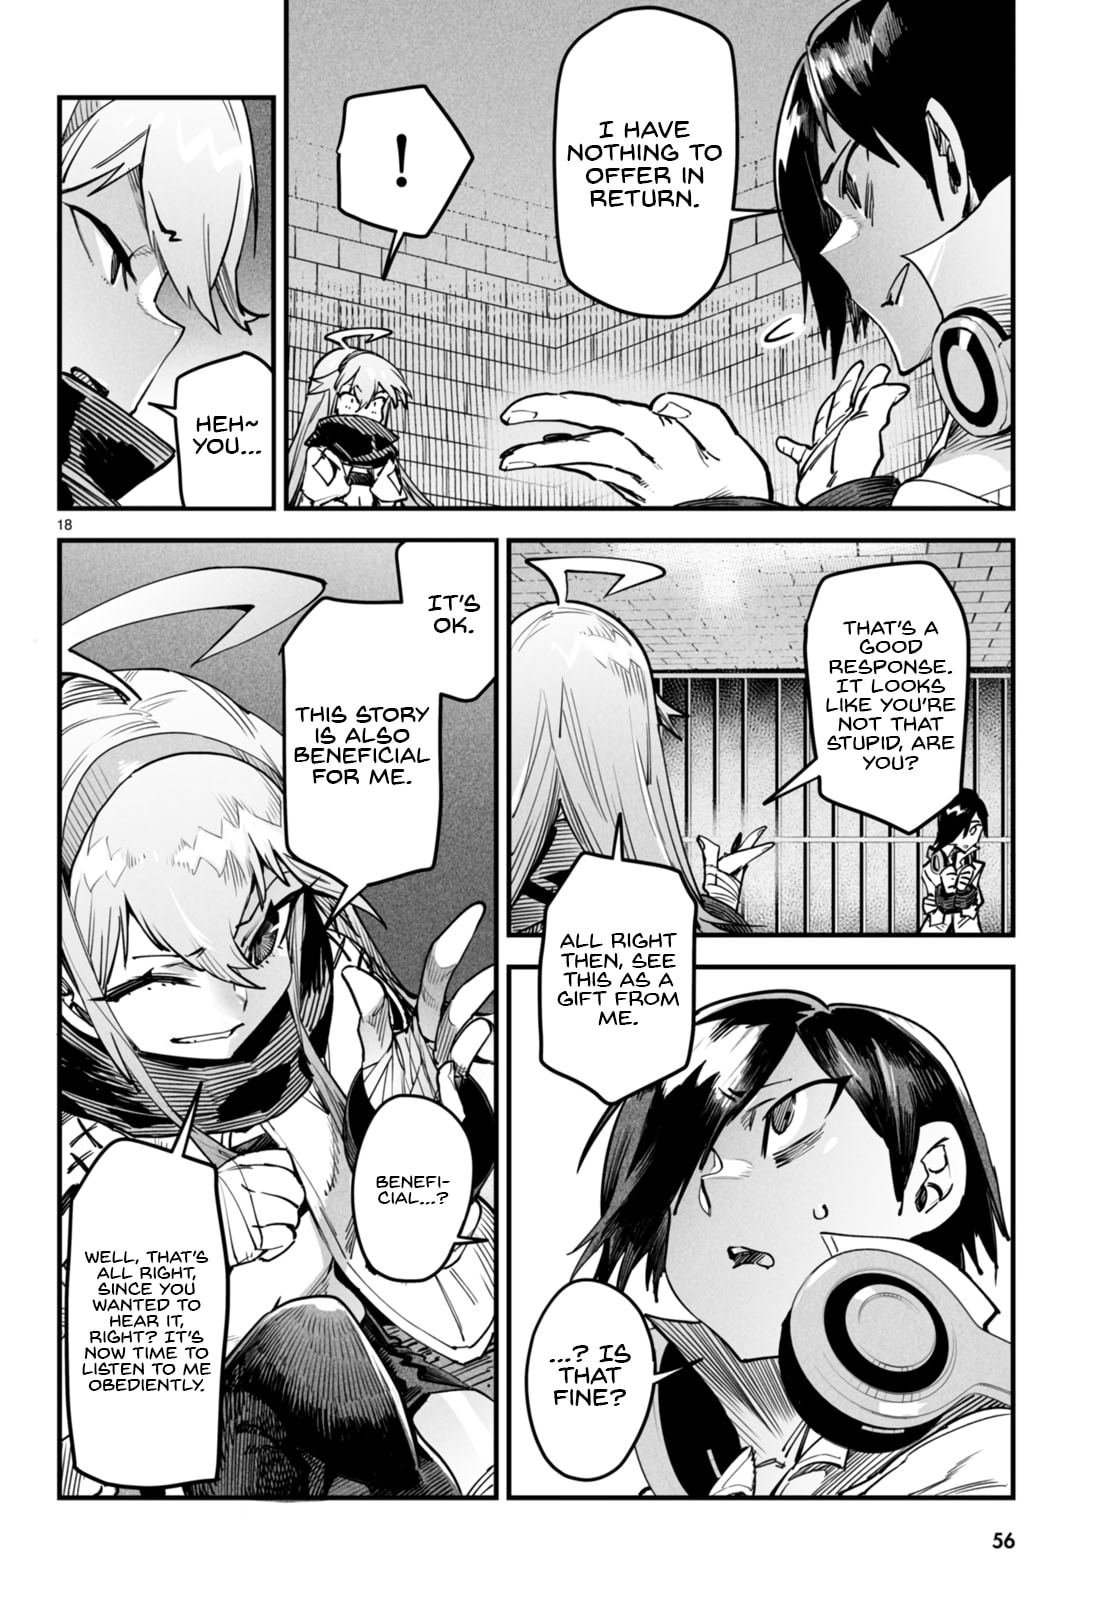 I HAVE
NOTHING TO
OFFER IN
RETURN.
!
HEH~
YOU...
18
THAT'S A
GOOD
RESPONSE.
IT LOOKS
LIKE YOU'RE
NOT THAT
STUPID, ARE
YOU?
ALL RIGHT
THEN, SEE
THIS AS A
GIFT FROM
ME.
...? IS
THAT
FINE?
IT'S
OK.
THIS STORY
IS ALSO
BENEFICIAL
FOR ME.
BENEFI-
CIAL...?
WELL, THAT'S
ALL RIGHT,
SINCE YOU
WANTED TO
HEAR IT,
RIGHT? IT'S
NOW TIME TO
LISTEN TO ME
OBEDIENTLY.
56